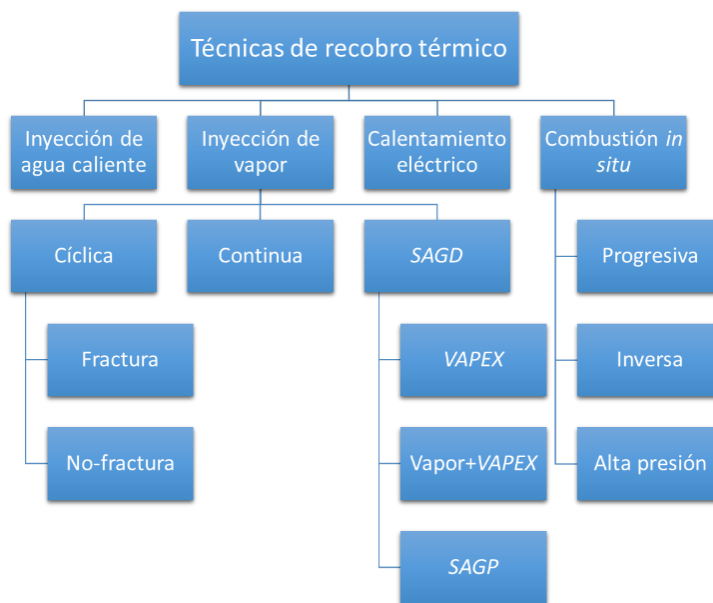 Técnicas de recobro térmico
Inyección de
agua caliente
Inyección de
vapor
Calentamiento
eléctrico
Combustión in
situ
Cíclica
Continua
SAGD
Progresiva
Fractura
VAPEX
Inversa
No-fractura
Vapor+VAPEX
Alta presión
SAGP